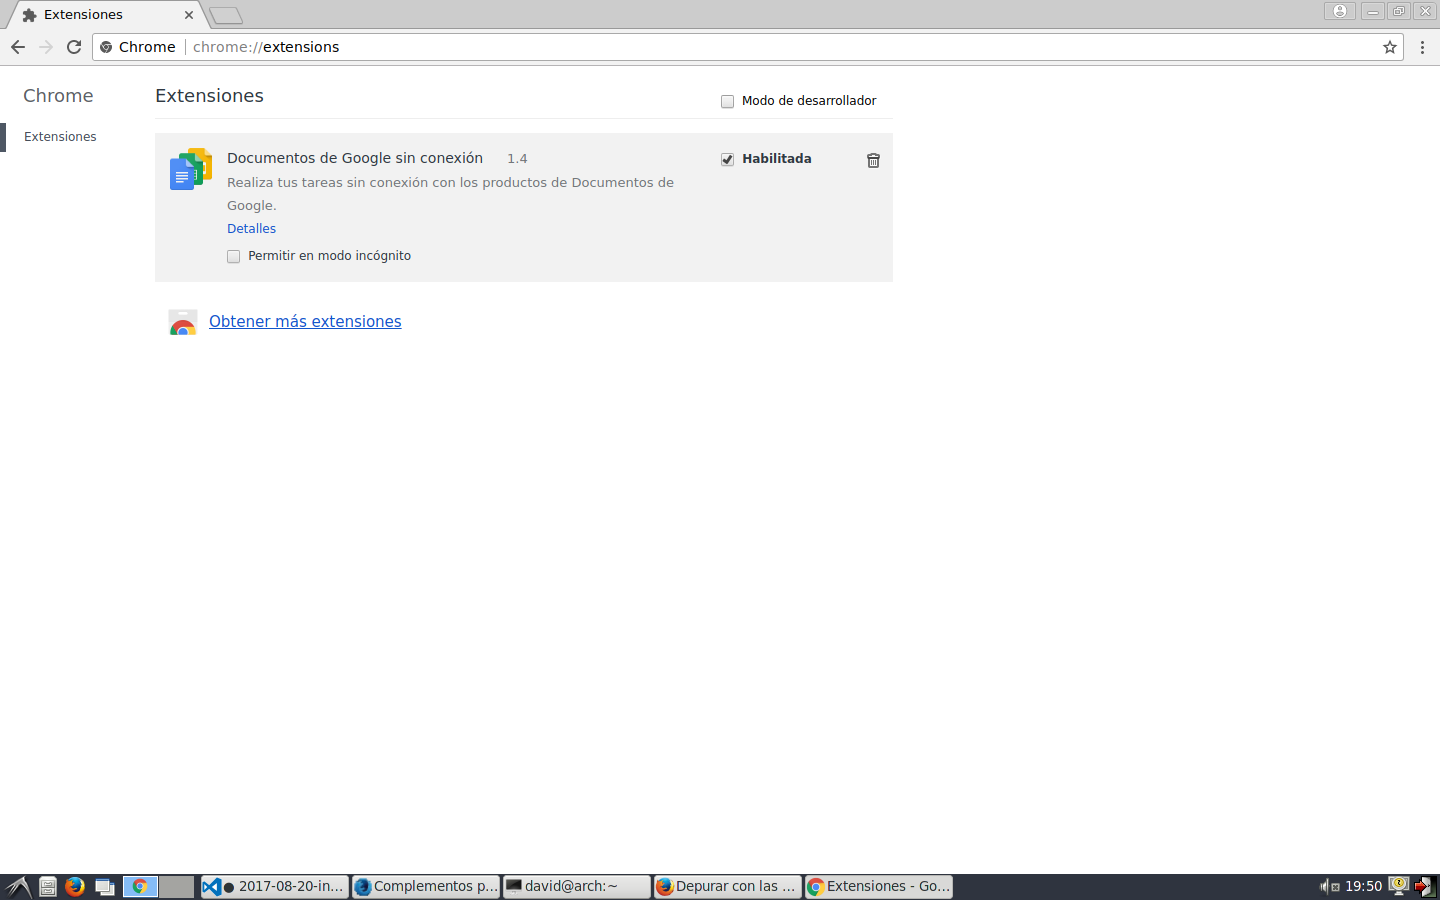 Extensiones
Chrome chrome://extensions
Chrome
Extensiones
Extensiones
Modo de desarrollador
Documentos de Google sin conexión 1.4
Habilitada
Realiza tus tareas sin conexión con los productos de Documentos de
Google.
Detalles
Permitir en modo incógnito
Obtener más extensiones
● 2017-08-20-in...
Complementos p...
david@arch:~
Depurar con las ...
Extensiones - Go...
19:50